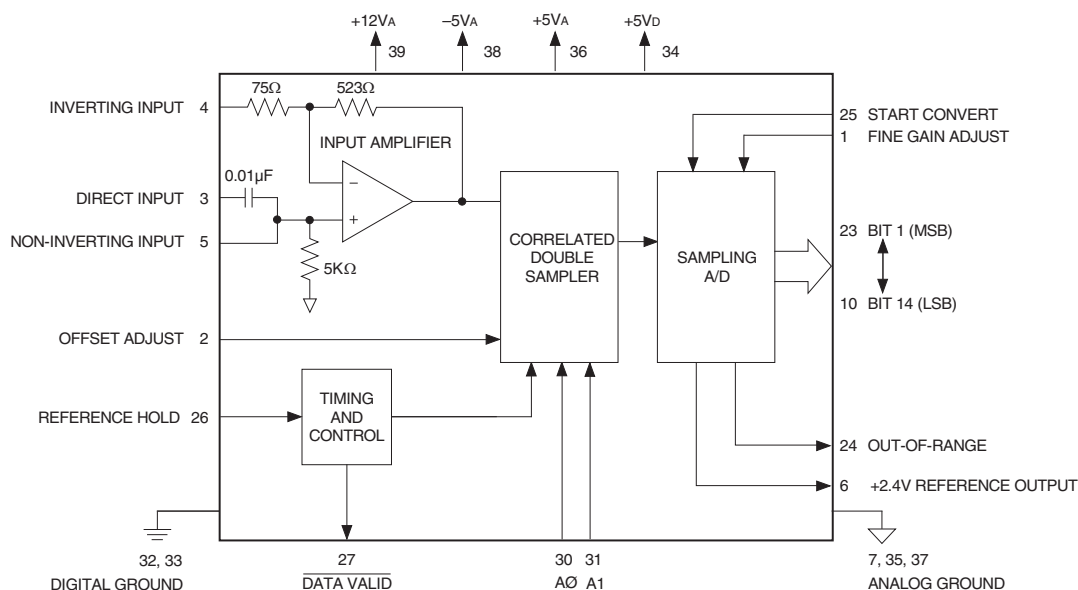 +12VA
–5VA
+5VA
+5VD
39
38
36
34
75Ω
523Ω
INVERTING INPUT 4
INPUT AMPLIFIER
25 START CONVERT
1 FINE GAIN ADJUST
0.01µF
DIRECT INPUT 3
–
+
NON-INVERTING INPUT 5
5KΩ
CORRELATED
DOUBLE
SAMPLER
SAMPLING
A/D
23 BIT 1 (MSB)
10 BIT 14 (LSB)
OFFSET ADJUST 2
REFERENCE HOLD 26
TIMING
AND
CONTROL
24 OUT-OF-RANGE
6 +2.4V REFERENCE OUTPUT
32, 33
DIGITAL GROUND
27
DATA VALID
30
AØ
31
A1
7, 35, 37
ANALOG GROUND